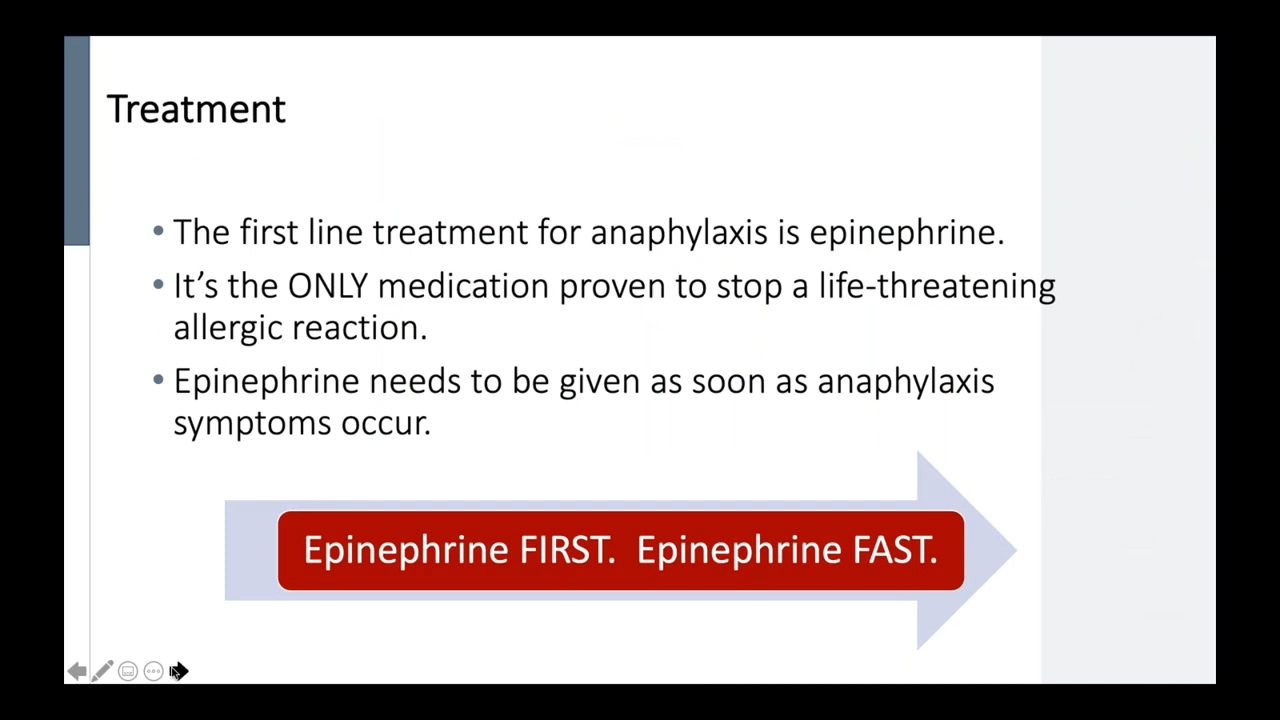 Treatment
• The first line treatment for anaphylaxis is epinephrine.
• It’s the ONLY medication proven to stop a life-threatening
allergic reaction.
• Epinephrine needs to be given as soon as anaphylaxis
symptoms occur.
Epinephrine FIRST.  Epinephrine FAST.